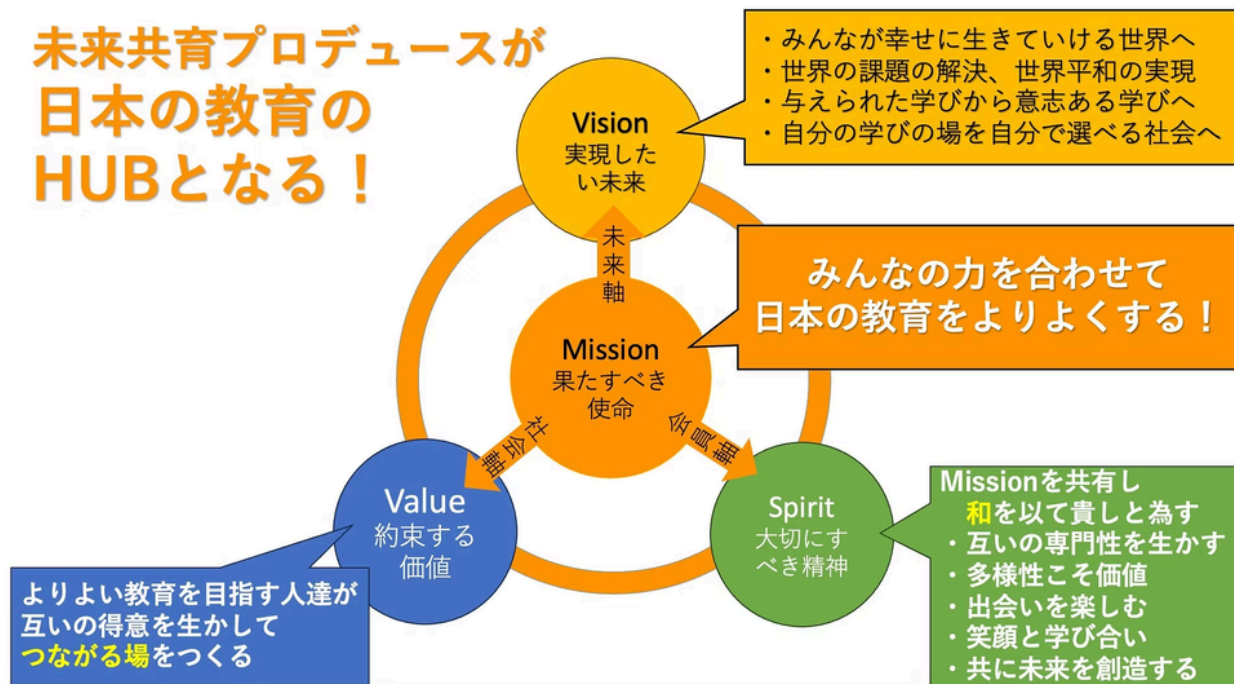 未来共育プロデュースが
日本の教育の
HUBとなる！
・みんなが幸せに生きていける世界へ
・世界の課題の解決、世界平和の実現
・与えられた学びから意志ある学びへ
・自分の学びの場を自分で選べる社会へ
Vision
実現した
い未来
未来軸
みんなの力を合わせて
日本の教育をよりよくする！
Mission
果たすべき
使命
社会軸
会員軸
Value
約束する
価値
Spirit
大切にす
べき精神
よりよい教育を目指す人達が
互いの得意を生かして
つながる場をつくる
Missionを共有し
和を以て貴しと為す
・互いの専門性を生かす
・多様性こそ価値
・出会いを楽しむ
・笑顔と学び合い
・共に未来を創造する